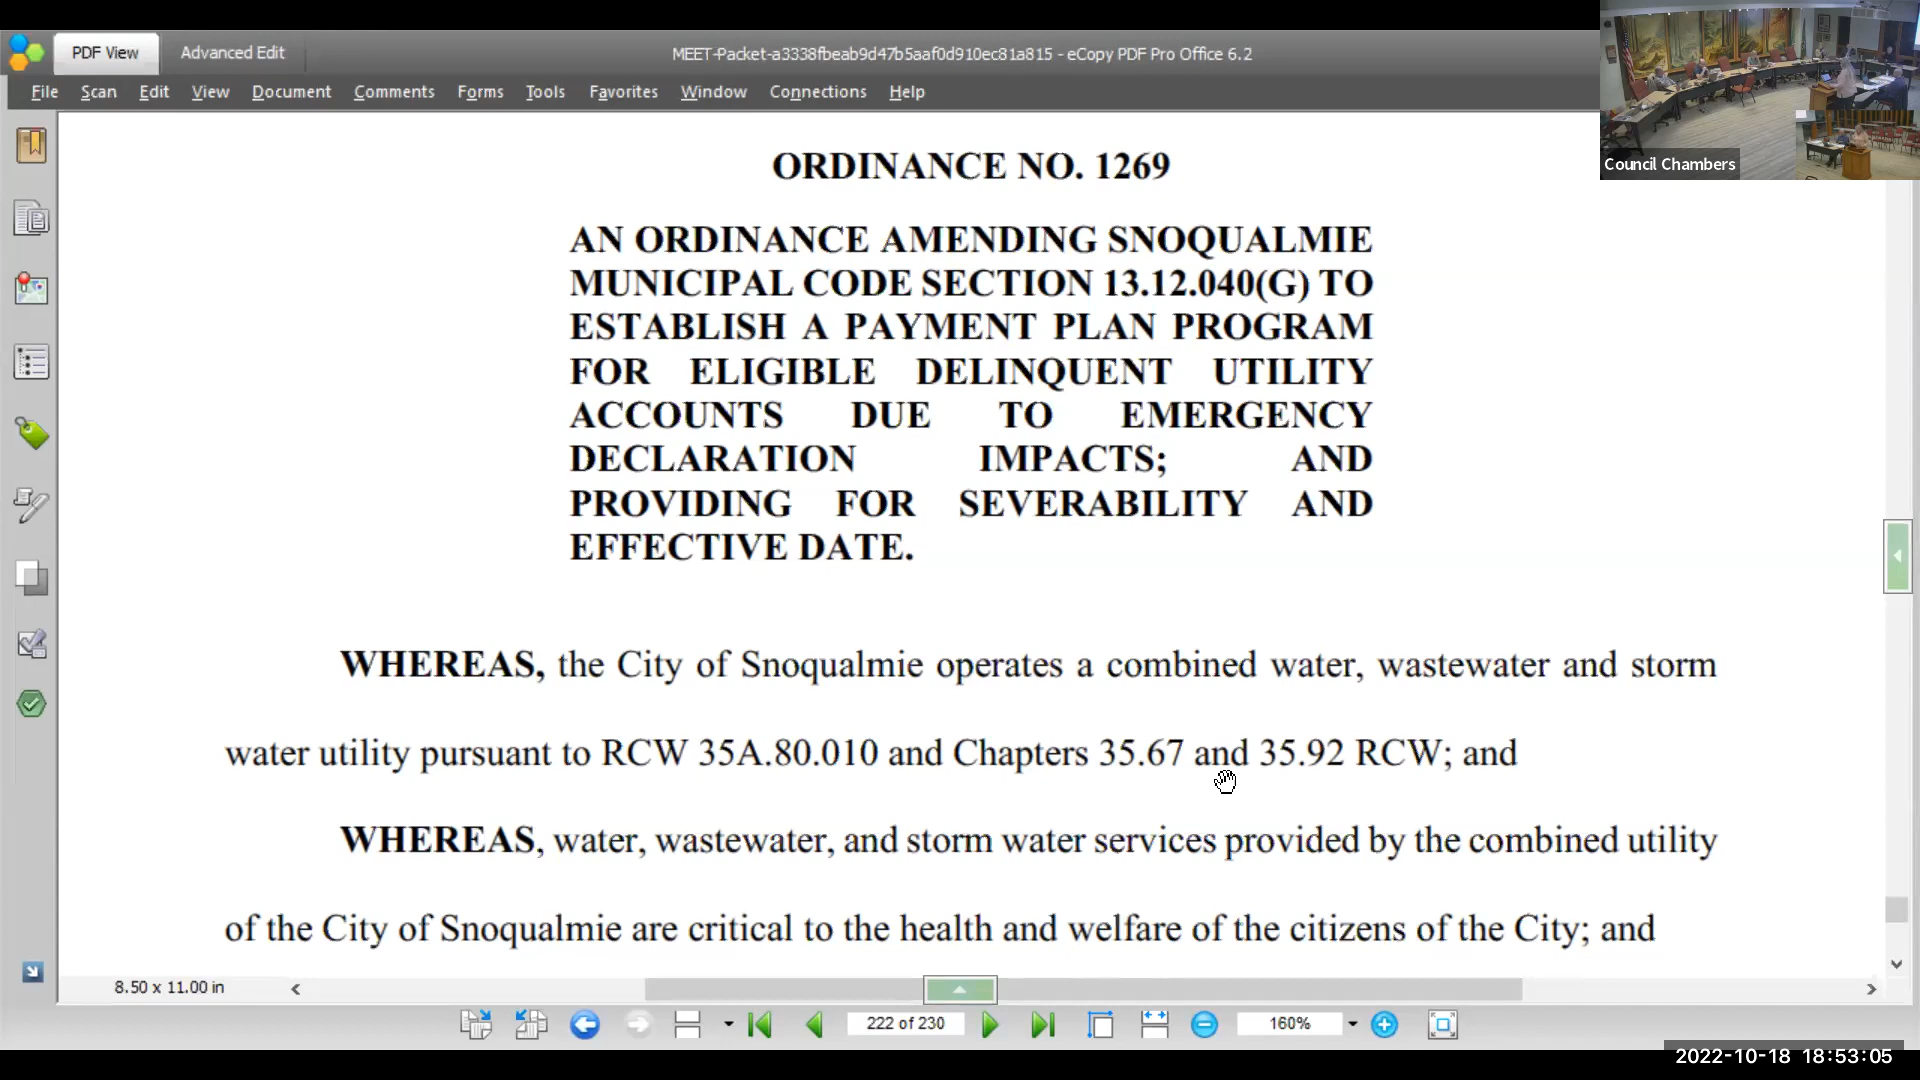 PDF View
Advanced Edit
MEET-Packet-a3338fbeab9d47b5aaf0d910ec81a815 - eCopy PDF Pro Office 6.2
File Scan Edit View Document Comments Forms Tools Favorites Window Connections Help
Council Chambers
ORDINANCE NO. 1269
AN ORDINANCE AMENDING SNOQUALMIE
MUNICIPAL CODE SECTION 13.12.040(G) TO
ESTABLISH A PAYMENT PLAN PROGRAM
FOR ELIGIBLE DELINQUENT UTILITY
ACCOUNTS DUE TO EMERGENCY
DECLARATION IMPACTS; AND
PROVIDING FOR SEVERABILITY AND
EFFECTIVE DATE.
WHEREAS, the City of Snoqualmie operates a combined water, wastewater and storm
water utility pursuant to RCW 35A.80.010 and Chapters 35.67 and 35.92 RCW; and
WHEREAS, water, wastewater, and storm water services provided by the combined utility
of the City of Snoqualmie are critical to the health and welfare of the citizens of the City; and
8.50 x 11.00 in
222 of 230
160%
2022-10-18 18:53:05